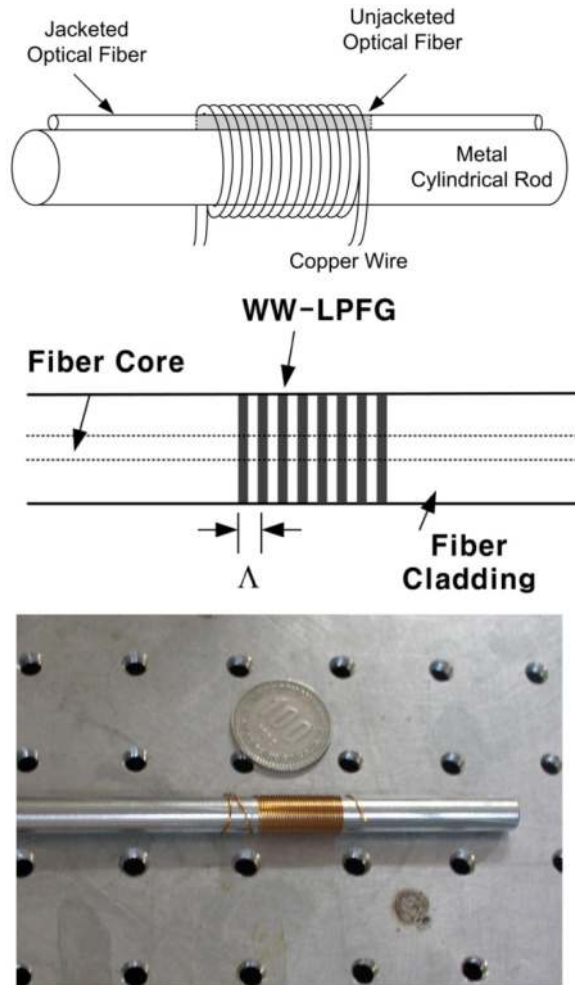 Jacketed
Optical Fiber
Unjacketed
Optical Fiber
Metal
Cylindrical Rod
Copper Wire
WW-LPFG
Fiber Core
Λ
Fiber
Cladding
100